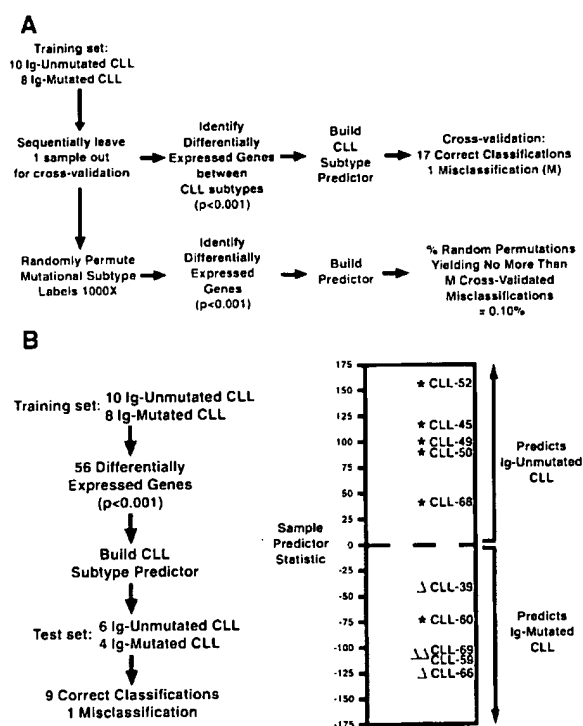 A
Training set:
10 Ig-Unmutated CLL
8 Ig-Mutated CLL
Sequentially leave
1 sample out
for cross-validation
Identify
Differentially
Expressed Genes
between
CLL subtypes
(p<0.001)
Build
CLL
Subtype
Predictor
Cross-validation:
17 Correct Classifications
1 Misclassification (M)
Randomly Permute
Mutational Subtype
Labels 1000X
Identify
Differentially
Expressed
Genes
(p<0.001)
Build
Predictor
% Random Permutations
Yielding No More Than
M Cross-Validated
Misclassifications
= 0.10%
B
Training set: 10 Ig-Unmutated CLL
8 Ig-Mutated CLL
56 Differentially
Expressed Genes
(p<0.001)
Build CLL
Subtype Predictor
Test set: 6 Ig-Unmutated CLL
4 Ig-Mutated CLL
9 Correct Classifications
1 Misclassification
Sample
Predictor
Statistic
175
150
125
100
75
50
25
0
-25
-50
-75
-100
-125
-150
-175
CLL-52
CLL-45
CLL-49
CLL-50
CLL-68
CLL-39
CLL-60
CLL-69
CLL-59
CLL-66
Predicts
Ig-Unmutated
CLL
Predicts
Ig-Mutated
CLL